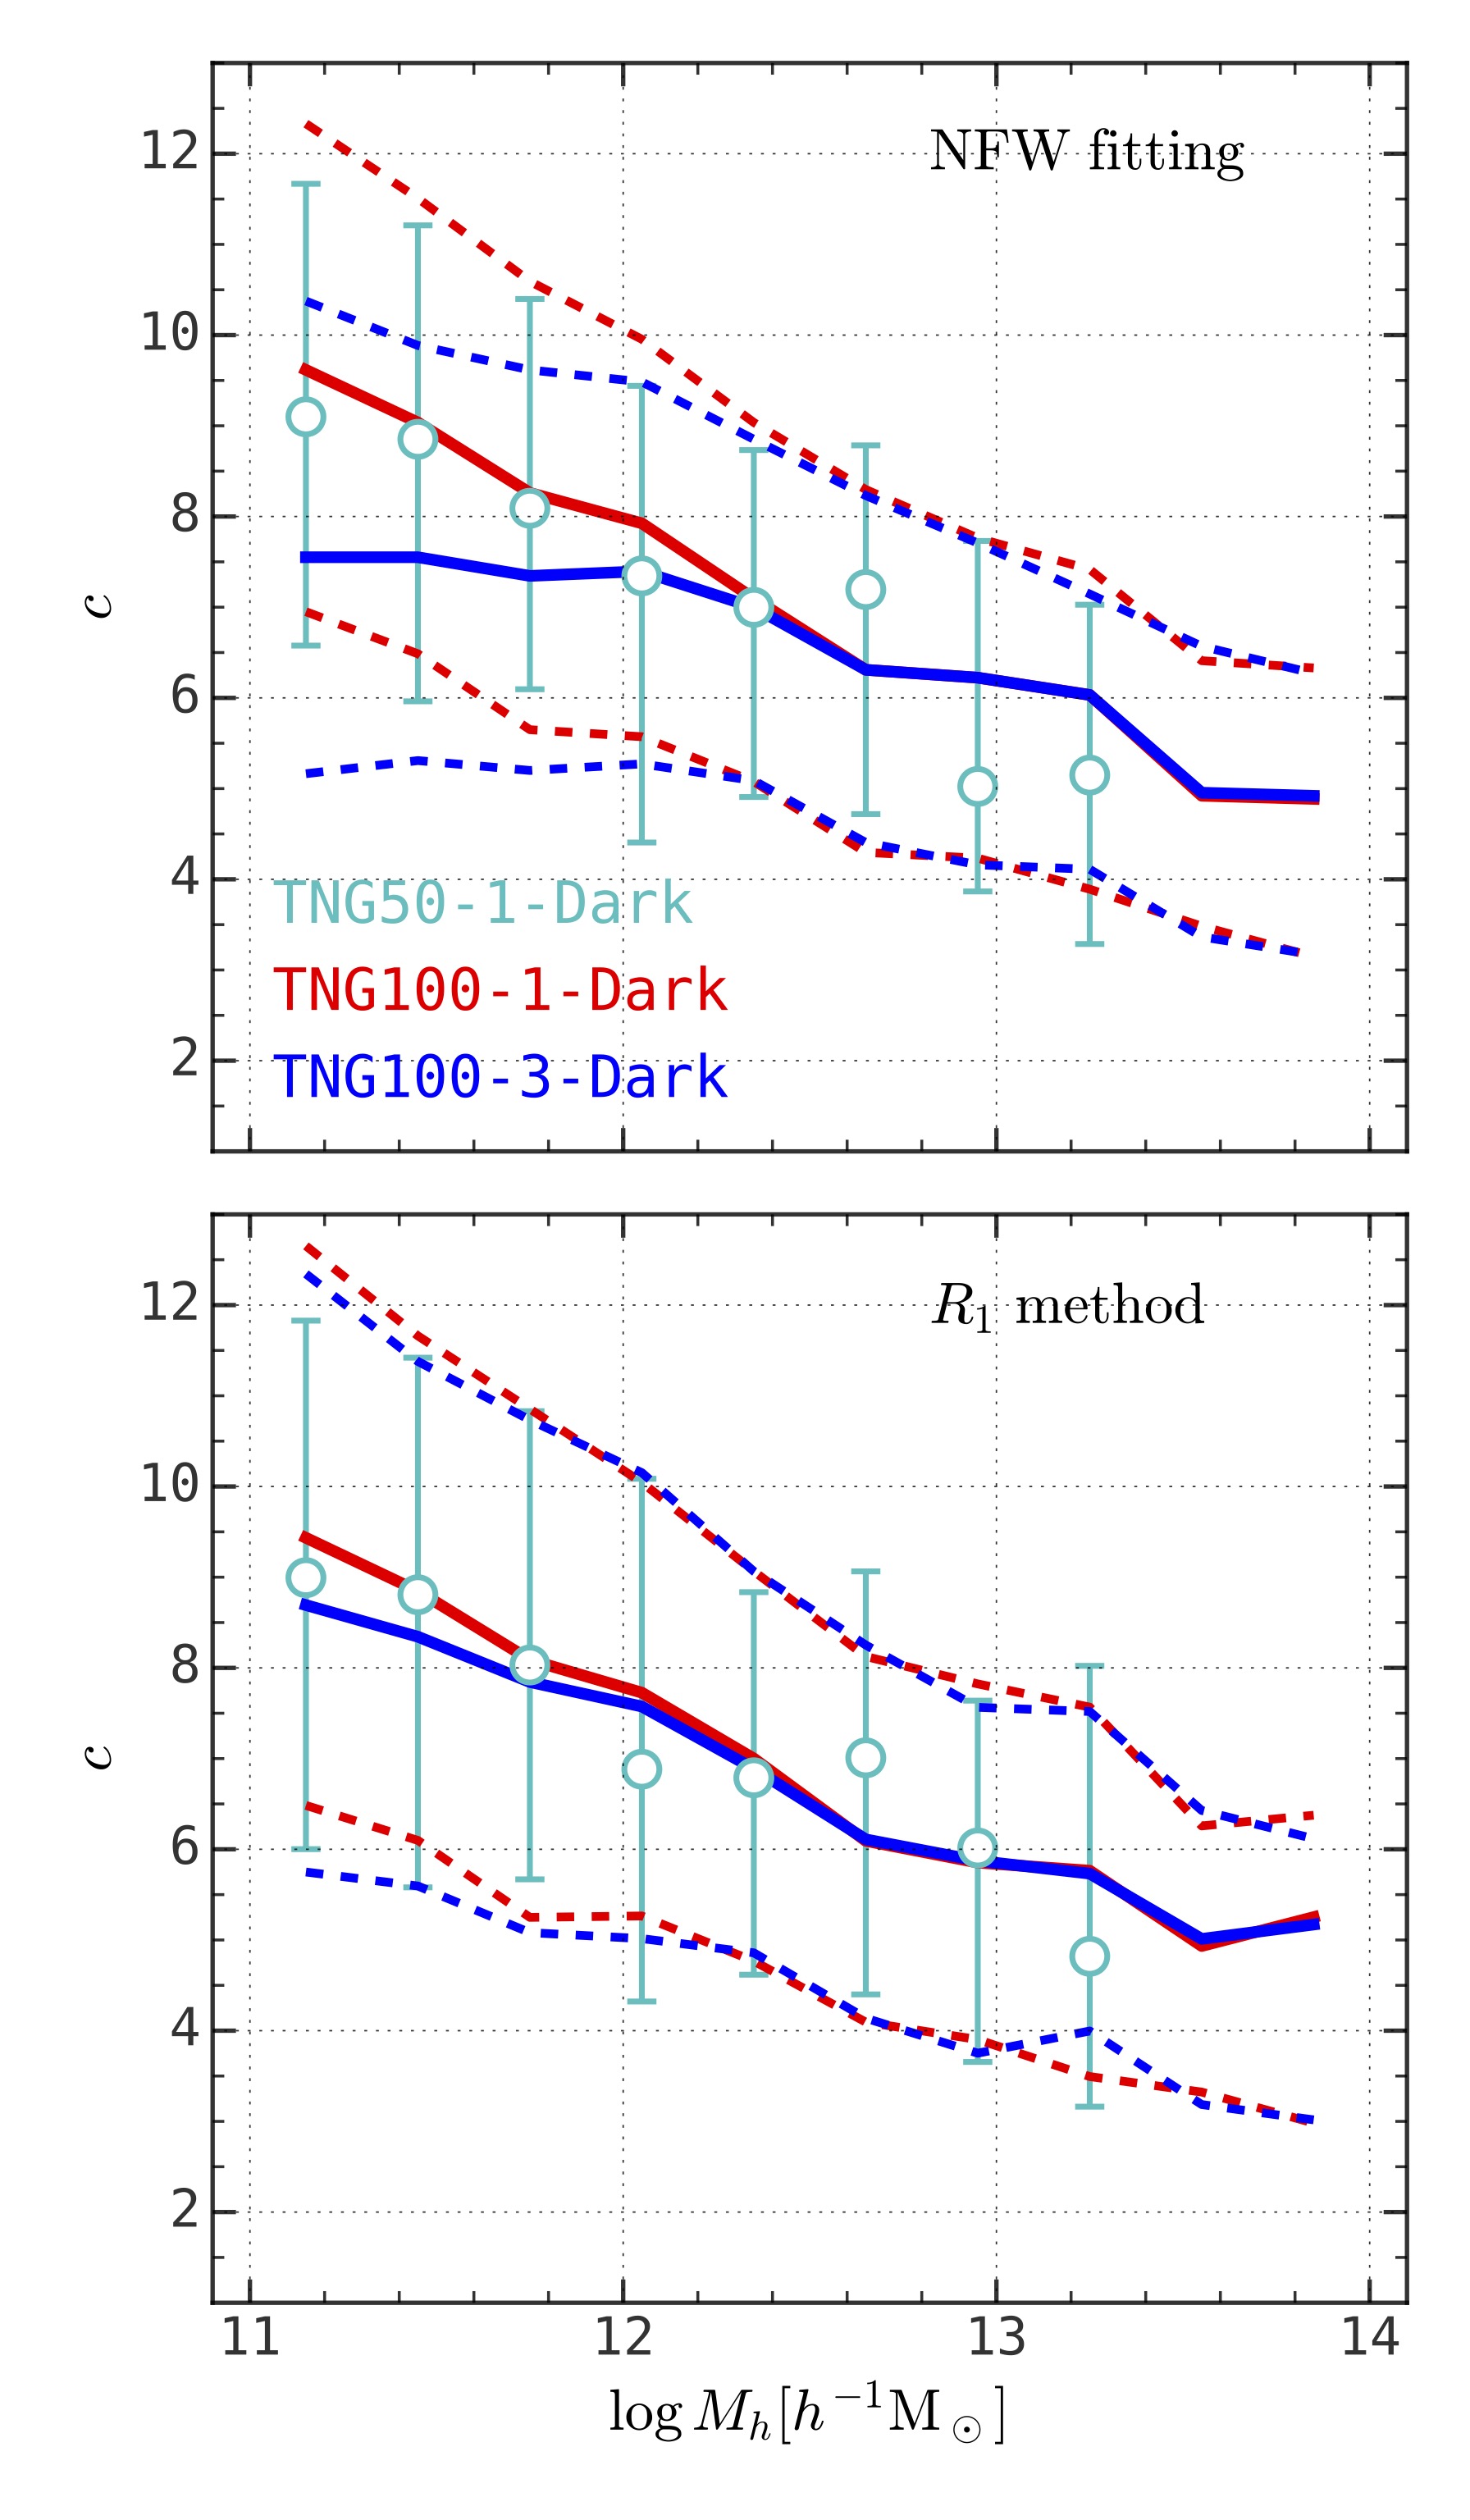 12
10
8
6
4
2
c
NFW fitting
TNG50-1-Dark
TNG100-1-Dark
TNG100-3-Dark
12
10
8
6
4
2
c
R₁ method
11 12 13 14
log Mₕ[h⁻¹M☉]